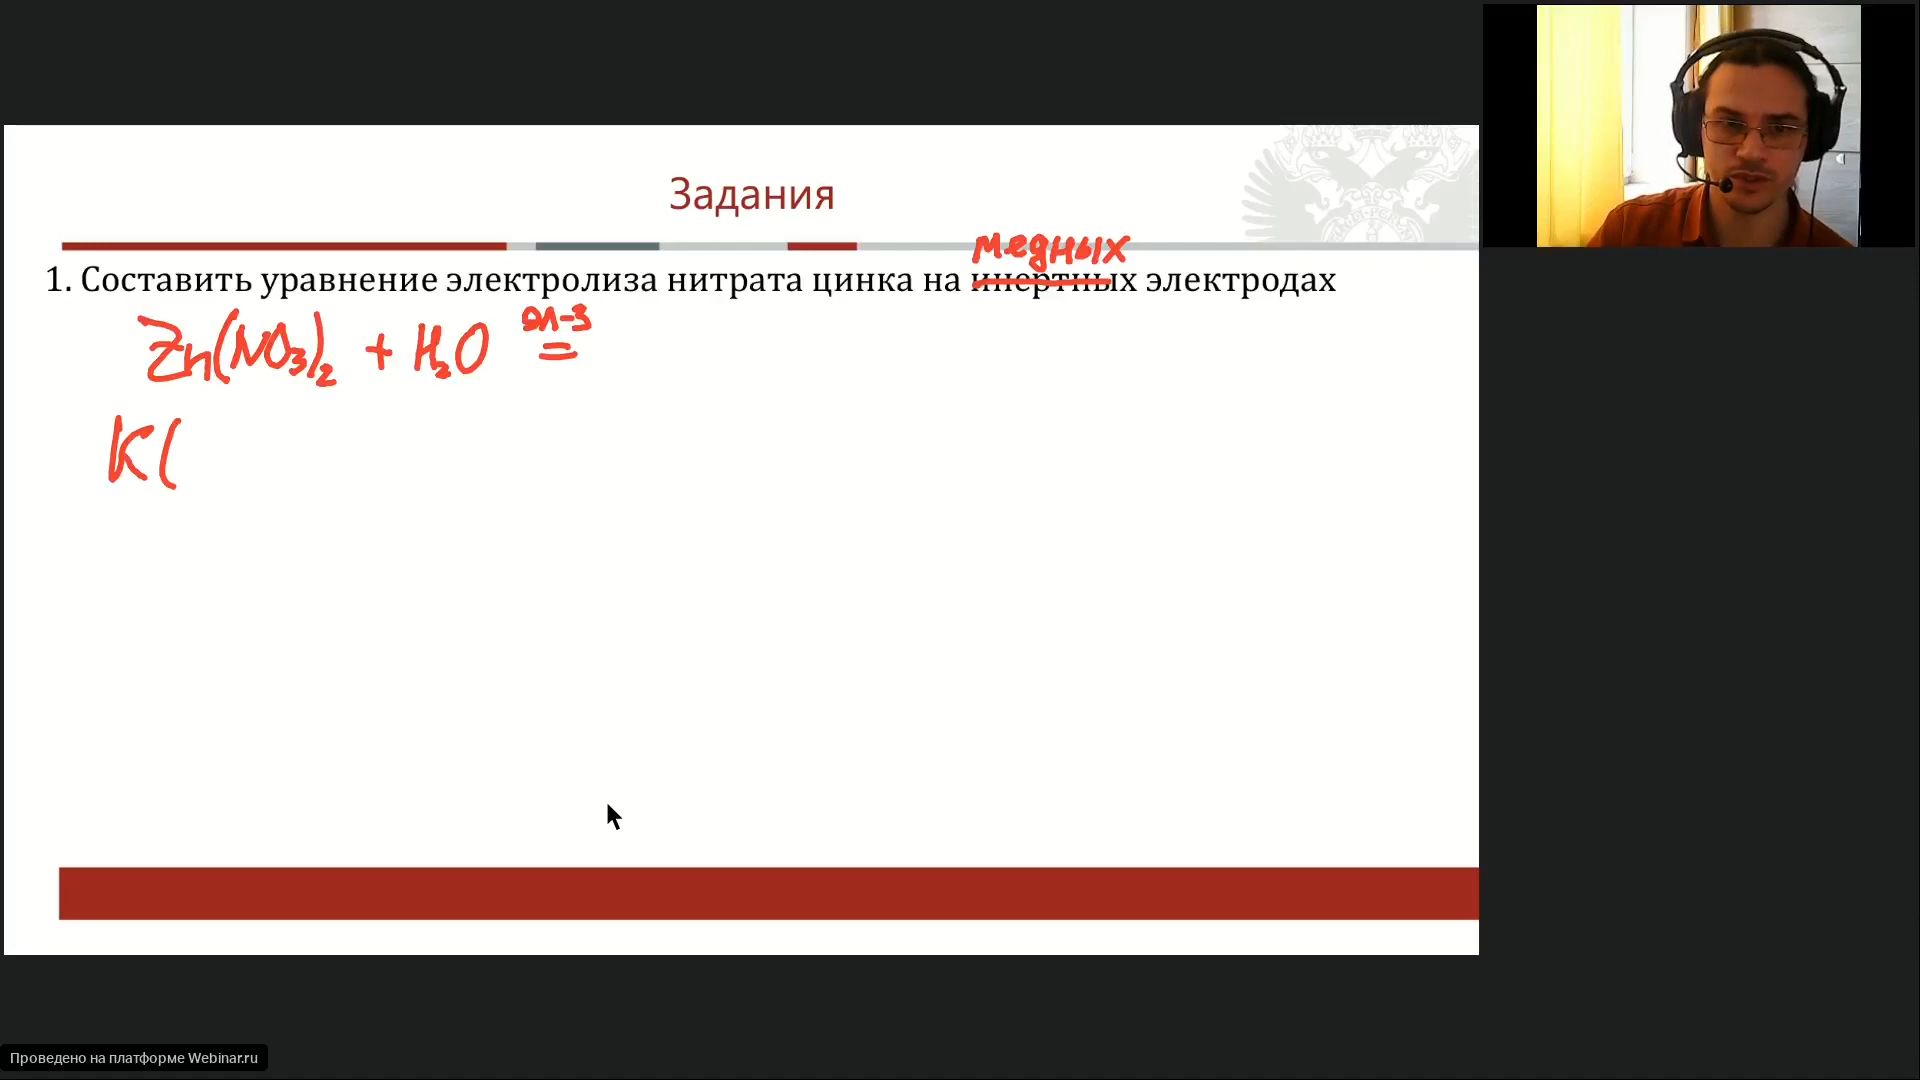 Задания
медных
1. Составить уравнение электролиза нитрата цинка на инертных электродах
эл-з
Zn(NO₃)₂ + H₂O =
K(
Проведено на платформе Webinar.ru